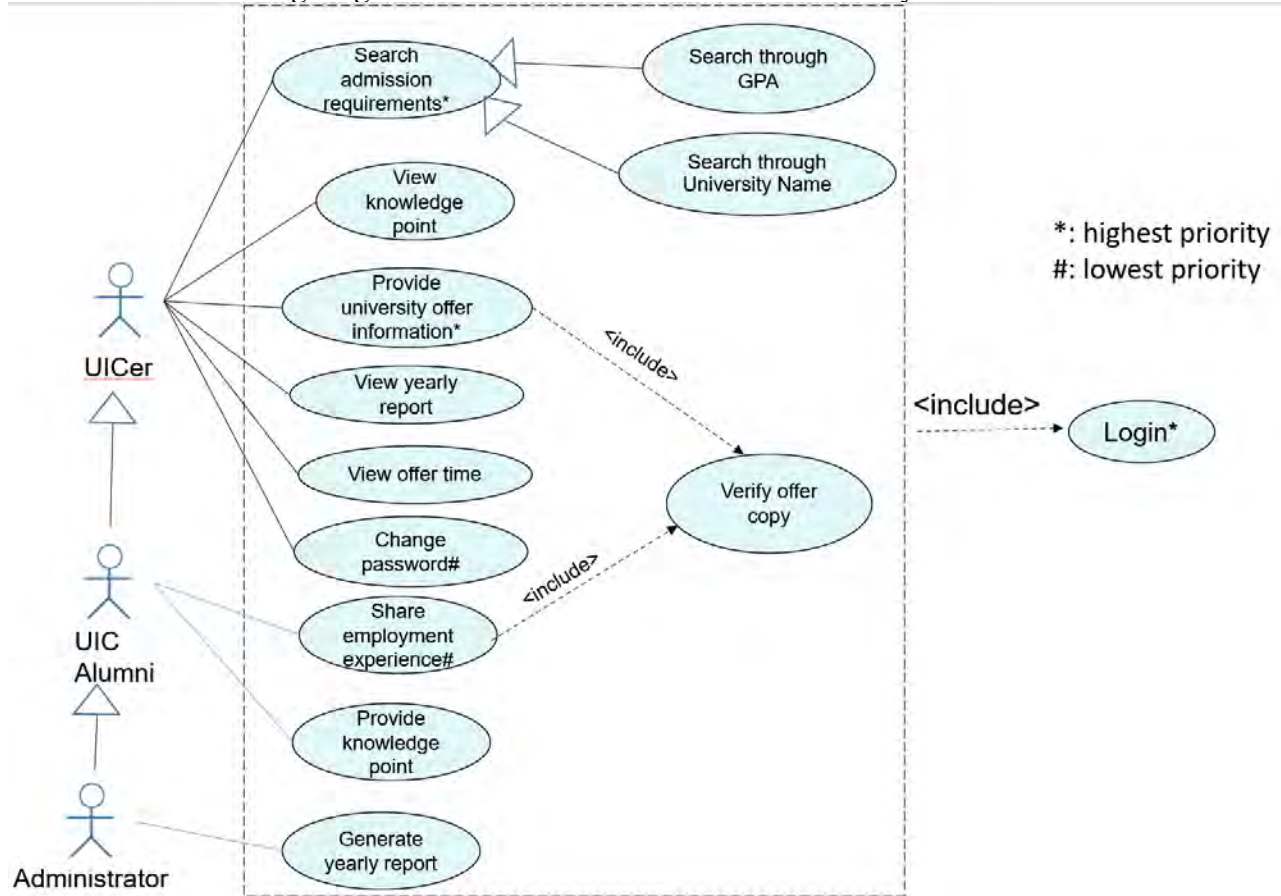 Search
admission
requirements*
Search through
GPA
Search through
University Name
View
knowledge
point
*: highest priority
#: lowest priority
UICer
Provide
university offer
information*
<include>
View yearly
report
<include>
Login*
View offer time
Verify offer
copy
Change
password#
<include>
UIC
Alumni
Share
employment
experience#
Provide
knowledge
point
Administrator
Generate
yearly report